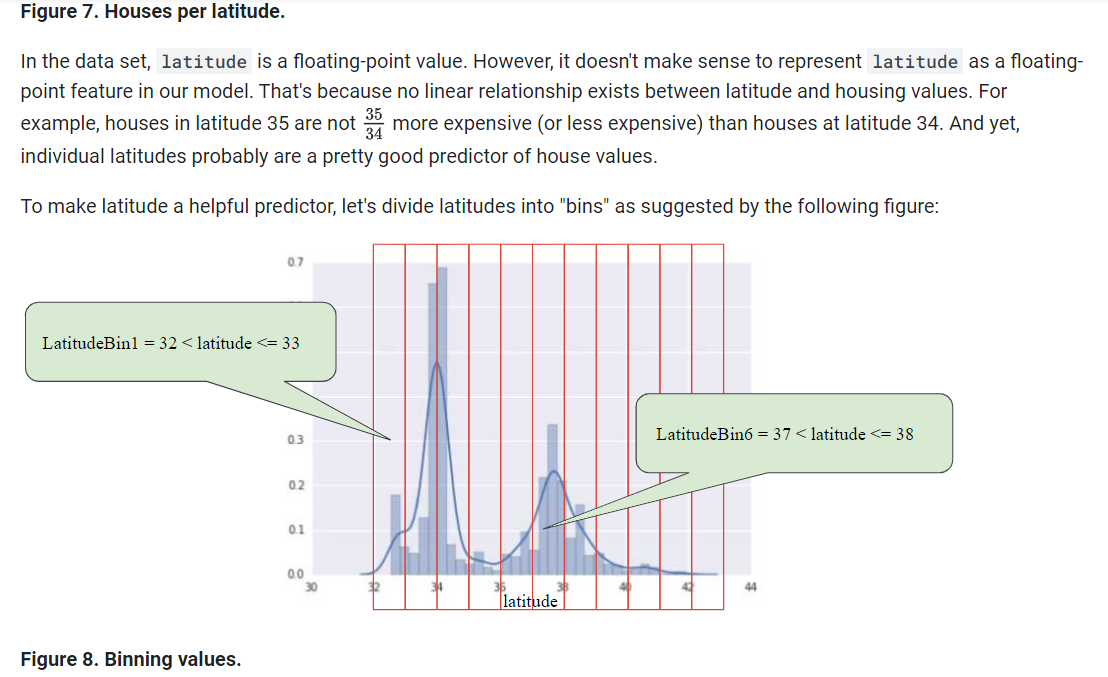 Figure 7. Houses per latitude.
In the data set, latitude is a floating-point value. However, it doesn't make sense to represent latitude as a floating-
point feature in our model. That's because no linear relationship exists between latitude and housing values. For
example, houses in latitude 35 are not 35/34 more expensive (or less expensive) than houses at latitude 34. And yet,
individual latitudes probably are a pretty good predictor of house values.
To make latitude a helpful predictor, let's divide latitudes into "bins" as suggested by the following figure:
0.7
LatitudeBin1 = 32 < latitude <= 33
LatitudeBin6 = 37 < latitude <= 38
0.3
0.2
0.1
0.0
30 32 34 36 38 40 42 44
latitude
Figure 8. Binning values.